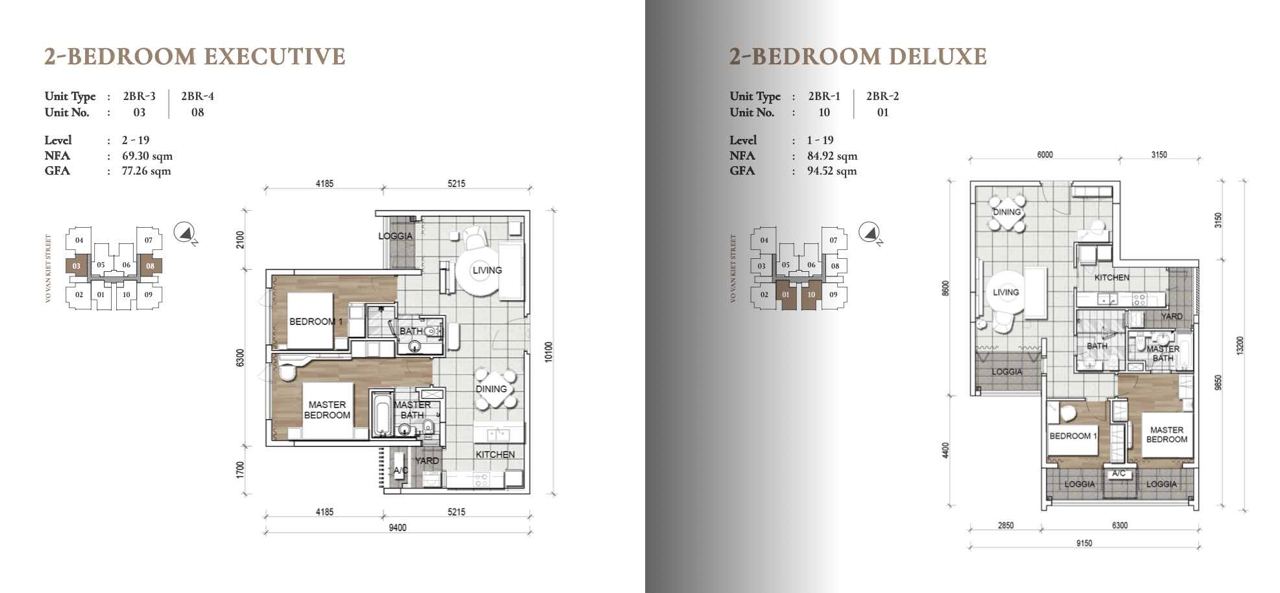 2-BEDROOM EXECUTIVE
Unit Type : 2BR-3 2BR-4
Unit No. : 03 08
Level : 2 - 19
NFA : 69.30 sqm
GFA : 77.26 sqm
VO VAN KIET STREET
04 07
03 05 06 08
02 01 10 09
N
4185 5215
2100
6300
1700
10100
LOGGIA
LIVING
BEDROOM 1
BATH
DINING
MASTER
BEDROOM
MASTER
BATH
KITCHEN
YARD
A/C
4185 5215
9400
2-BEDROOM DELUXE
Unit Type : 2BR-1 2BR-2
Unit No. : 10 01
Level : 1 - 19
NFA : 84.92 sqm
GFA : 94.52 sqm
VO VAN KIET STREET
04 07
03 05 06 08
02 01 10 09
N
6000 3150
8600
4400
3150
9850
13200
DINING
KITCHEN
LIVING
YARD
BATH
MASTER
BATH
LOGGIA
BEDROOM 1
MASTER
BEDROOM
A/C
LOGGIA
LOGGIA
2850 6300
9150